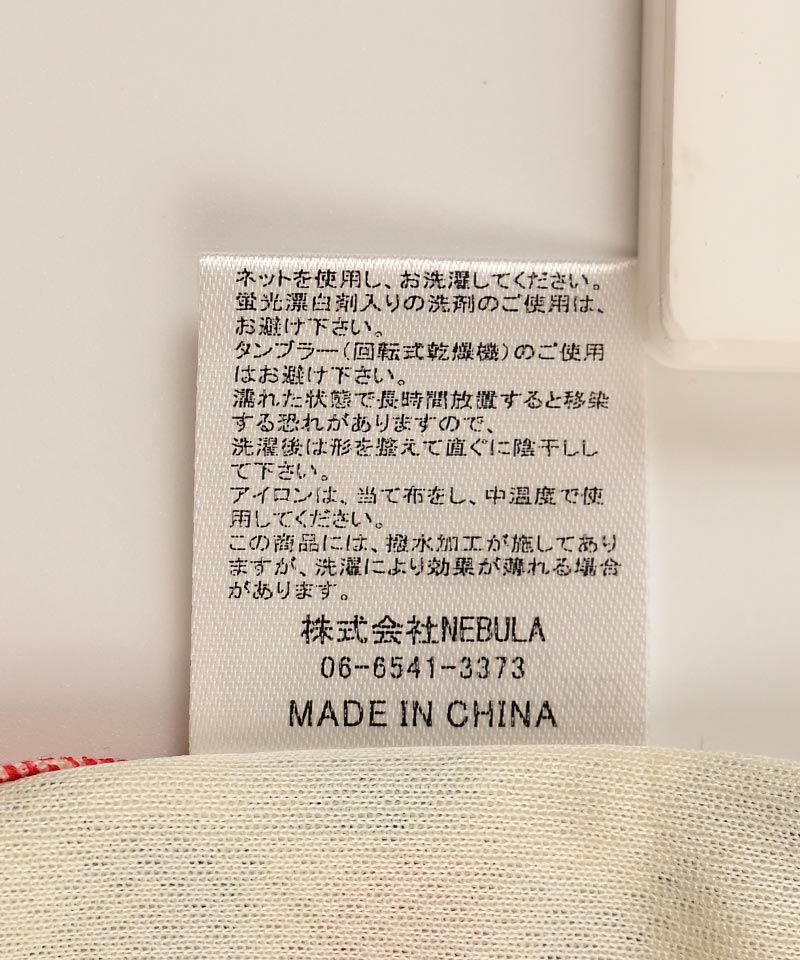 ネットを使用し、お洗濯してください。
蛍光漂白剤入りの洗剤のご使用は、
お避け下さい。
タンブラー(回転式乾燥機)のご使用
はお避け下さい。
濡れた状態で長時間放置すると移染
する恐れがありますので、
洗濯後は形を整えて直ぐに陰干しし
て下さい。
アイロンは、当て布をし、中温度で使
用してください。
この商品には、撥水加工が施してあり
ますが、洗濯により効果が薄れる場合
があります。
株式会社NEBULA
06-6541-3373
MADE IN CHINA